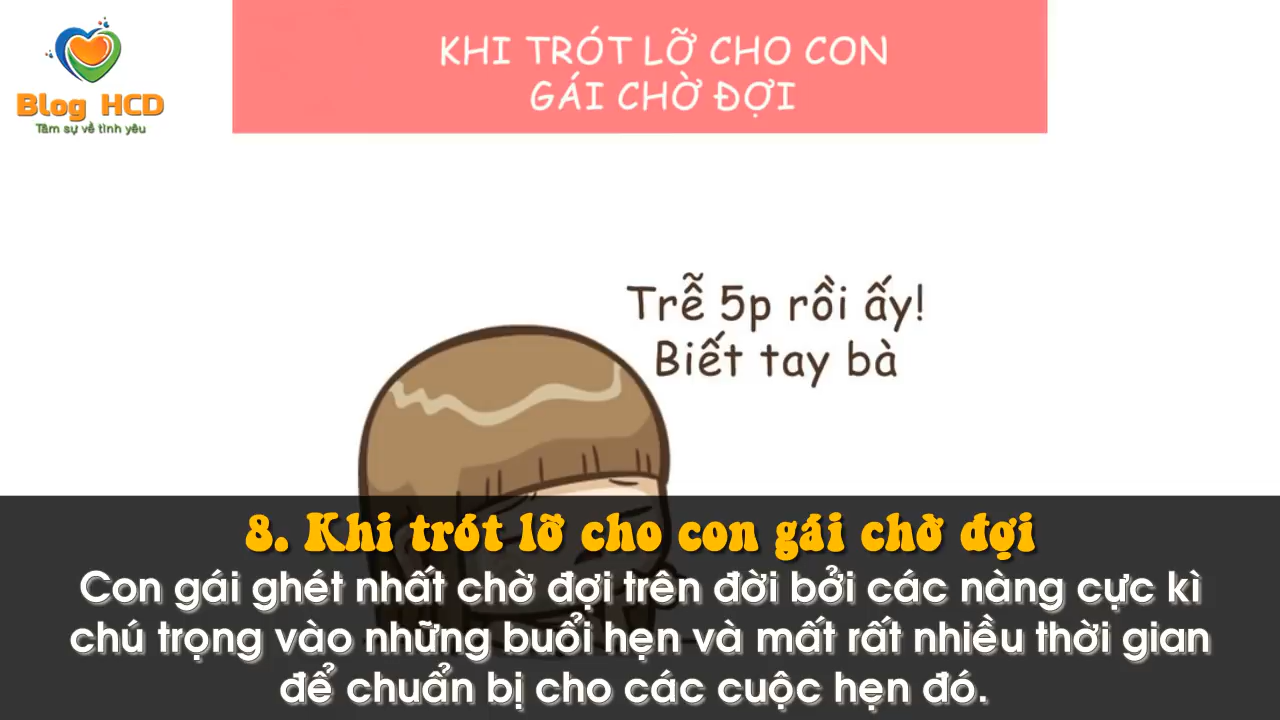 Blog HCD
Tâm sự về tình yêu
KHI TRÓT LỠ CHO CON
GÁI CHỜ ĐỢI
Trễ 5p rồi ấy!
Biết tay bà
8. Khi trót lỡ cho con gái chờ đợi
Con gái ghét nhất chờ đợi trên đời bởi các nàng cực kì
chú trọng vào những buổi hẹn và mất rất nhiều thời gian
để chuẩn bị cho các cuộc hẹn đó.